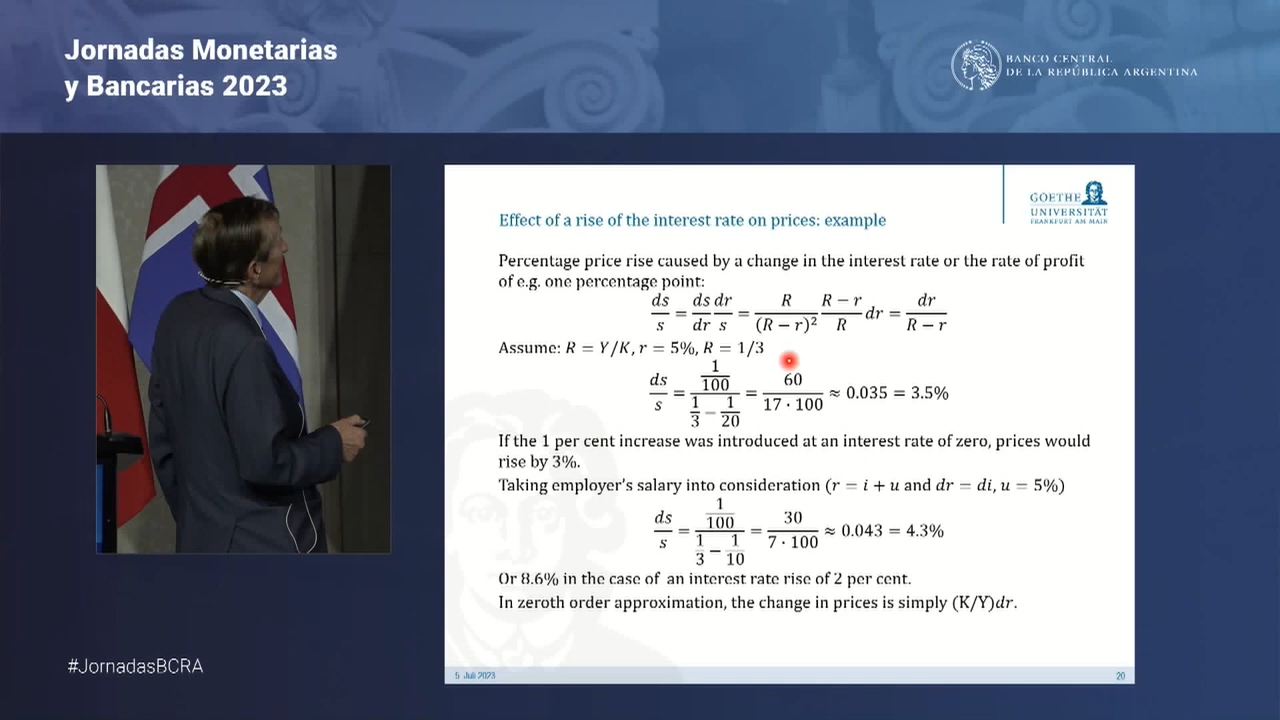 Jornadas Monetarias
y Bancarias 2023
BANCO CENTRAL
DE LA REPÚBLICA ARGENTINA
GOETHE
UNIVERSITÄT
FRANKFURT AM MAIN
Effect of a rise of the interest rate on prices: example
Percentage price rise caused by a change in the interest rate or the rate of profit
of e.g. one percentage point:
ds/s = ds/dr dr/s = R/(R − r)² (R − r)/R dr = dr/(R − r)
Assume: R = Y/K, r = 5%, R = 1/3
ds/s = (1/100)/(1/3 − 1/20) = 60/(17 · 100) ≈ 0.035 = 3.5%
If the 1 per cent increase was introduced at an interest rate of zero, prices would
rise by 3%.
Taking employer's salary into consideration (r = i + u and dr = di, u = 5%)
ds/s = (1/100)/(1/3 − 1/10) = 30/(7 · 100) ≈ 0.043 = 4.3%
Or 8.6% in the case of an interest rate rise of 2 per cent.
In zeroth order approximation, the change in prices is simply (K/Y)dr.
5 Juli 2023
20
#JornadasBCRA